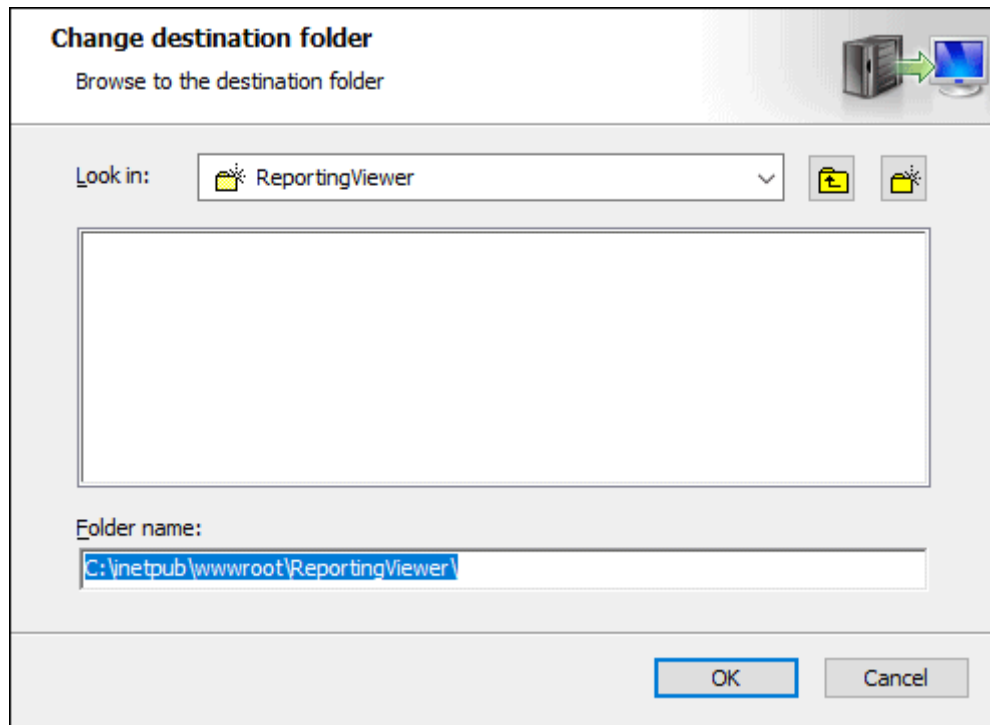 Change destination folder
Browse to the destination folder
Look in: ReportingViewer
Folder name:
C:\inetpub\wwwroot\ReportingViewer\
OK Cancel